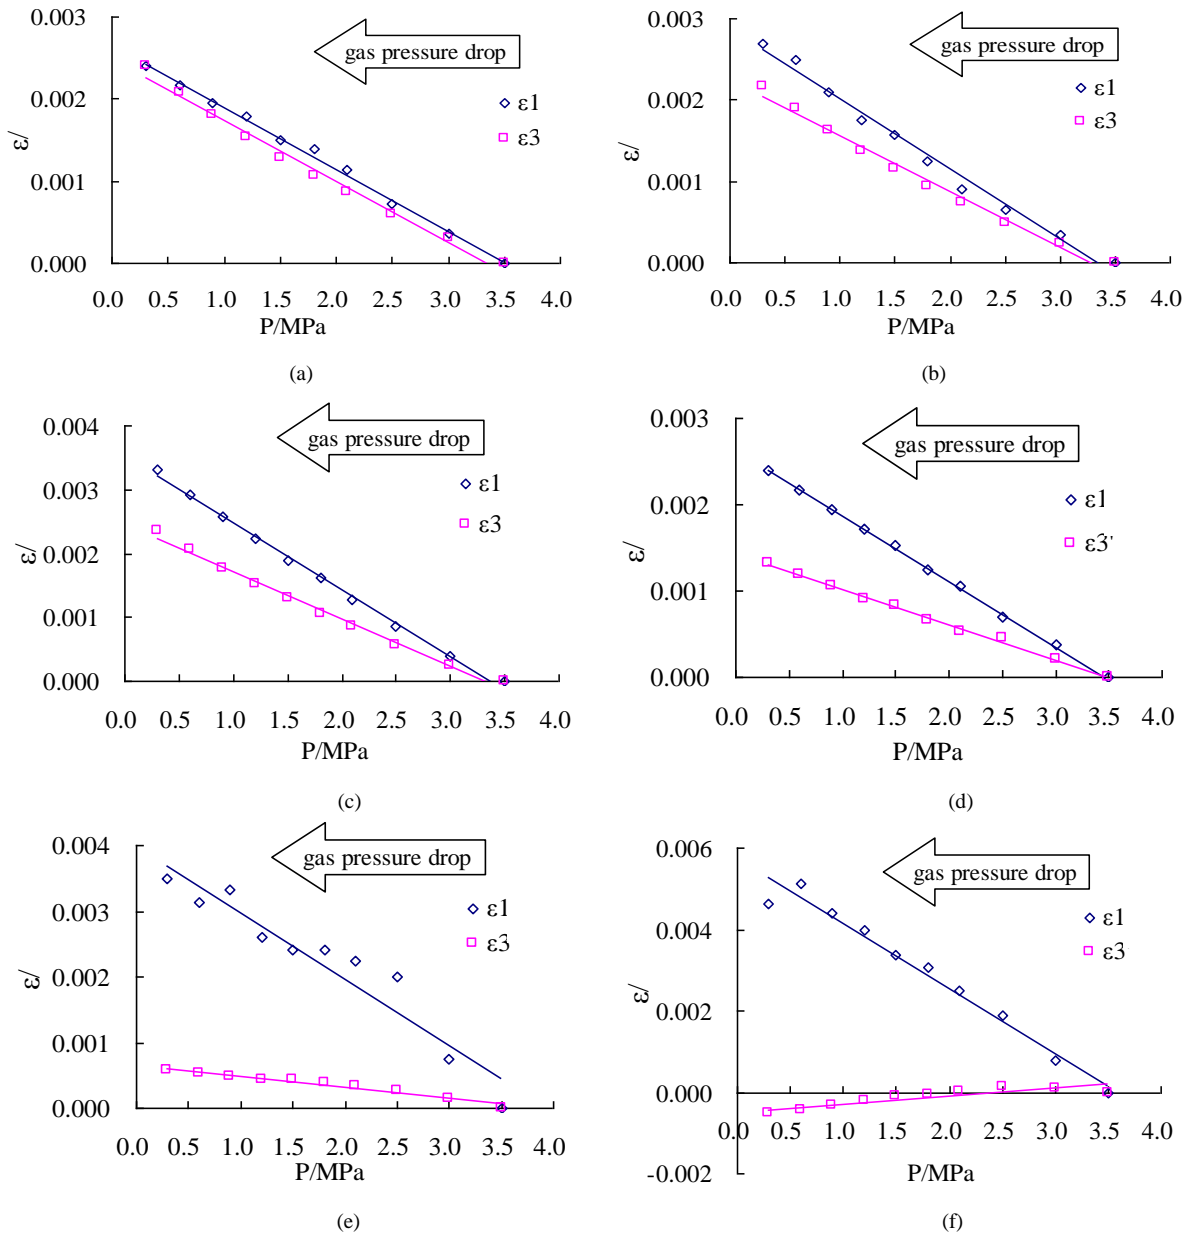 0.003
gas pressure drop
ε1
0.002
ε3
ε/
0.001
0.000
0.0 0.5 1.0 1.5 2.0 2.5 3.0 3.5 4.0
P/MPa
(a)
0.003
gas pressure drop
ε1
0.002
ε3
ε/
0.001
0.000
0.0 0.5 1.0 1.5 2.0 2.5 3.0 3.5 4.0
P/MPa
(b)
0.004
gas pressure drop
0.003
ε1
ε3
0.002
ε/
0.001
0.000
0.0 0.5 1.0 1.5 2.0 2.5 3.0 3.5 4.0
P/MPa
(c)
0.003
gas pressure drop
ε1
0.002
ε3'
ε/
0.001
0.000
0.0 0.5 1.0 1.5 2.0 2.5 3.0 3.5 4.0
P/MPa
(d)
0.004
gas pressure drop
0.003
ε1
ε3
0.002
ε/
0.001
0.000
0.0 0.5 1.0 1.5 2.0 2.5 3.0 3.5 4.0
P/MPa
(e)
0.006
gas pressure drop
ε1
0.004
ε3
ε/
0.002
0.000
0.0 0.5 1.0 1.5 2.0 2.5 3.0 3.5 4.0
-0.002
P/MPa
(f)